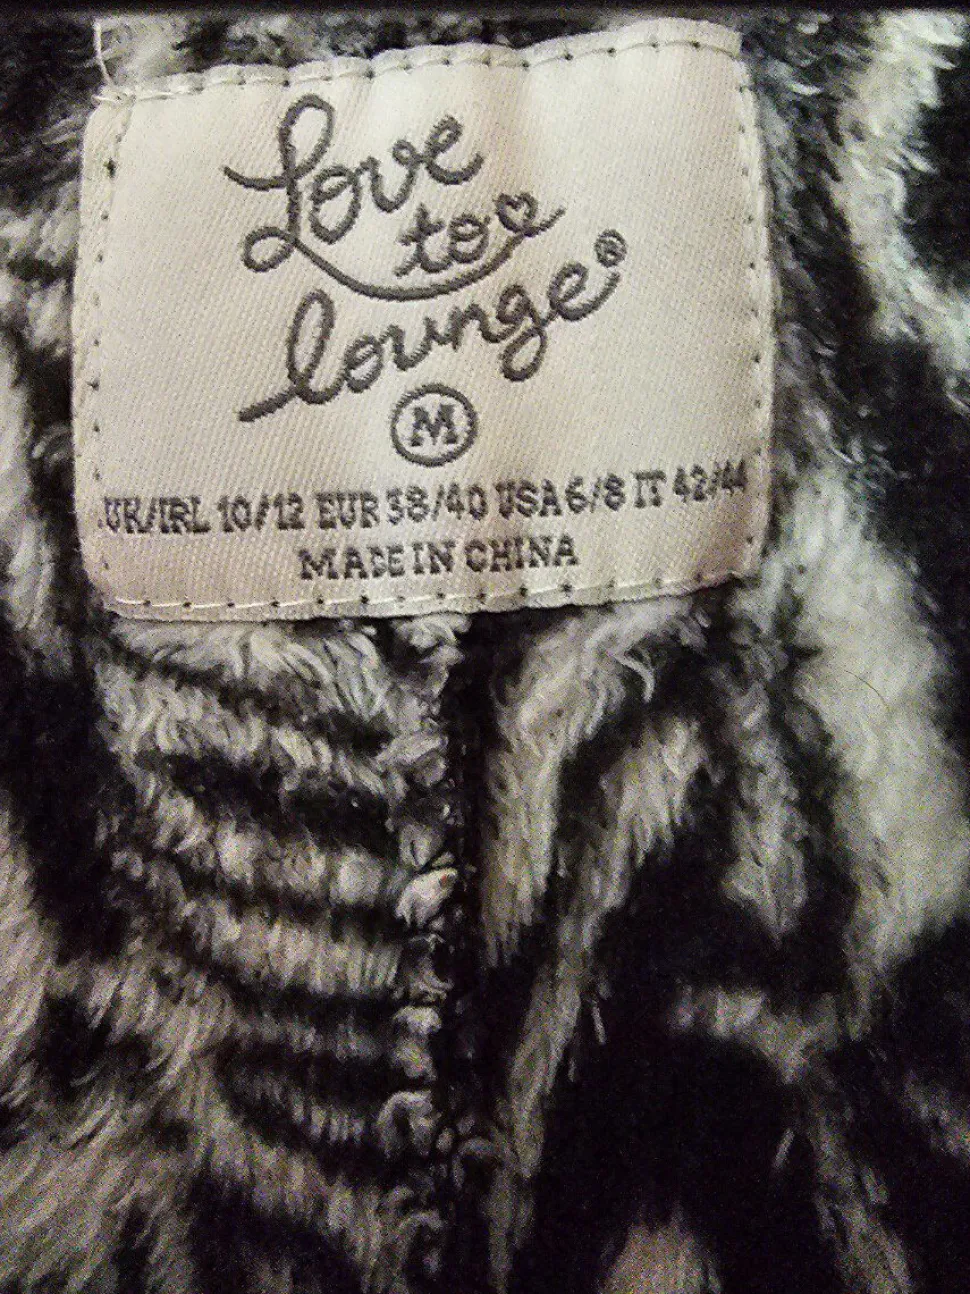 Love
to
lounge®
M
UK/IRL 10/12 EUR 38/40 USA 6/8 IT 42/44
MADE IN CHINA